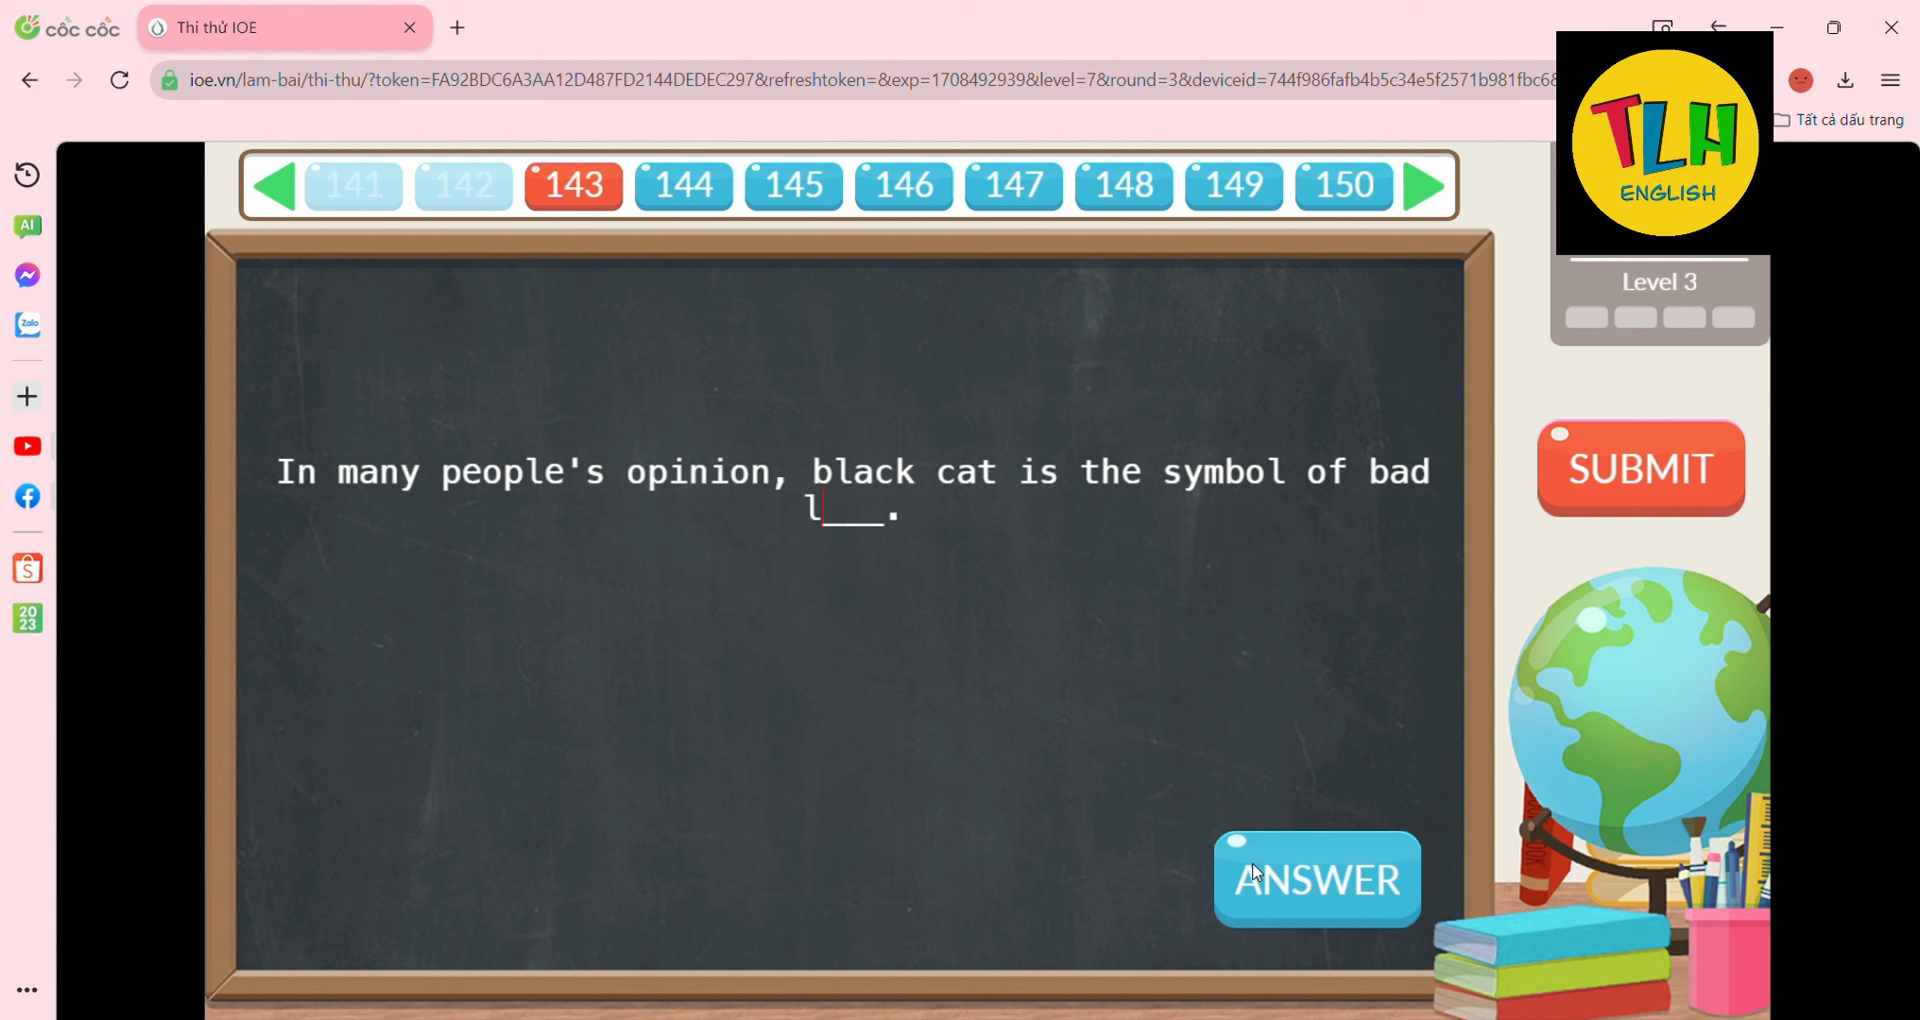 cốc cốc
Thi thử IOE
ioe.vn/lam-bai/thi-thu/?token=FA92BDC6A3AA12D487FD2144DEDEC297&refreshtoken=&exp=1708492939&level=7&round=3&deviceid=744f986fafb4b5c34e5f2571b981fbc6
Tất cả dấu trang
TLH
ENGLISH
141 142 143 144 145 146 147 148 149 150
AI
Zalo
Level 3
In many people's opinion, black cat is the symbol of bad
l___.
SUBMIT
20
23
ANSWER